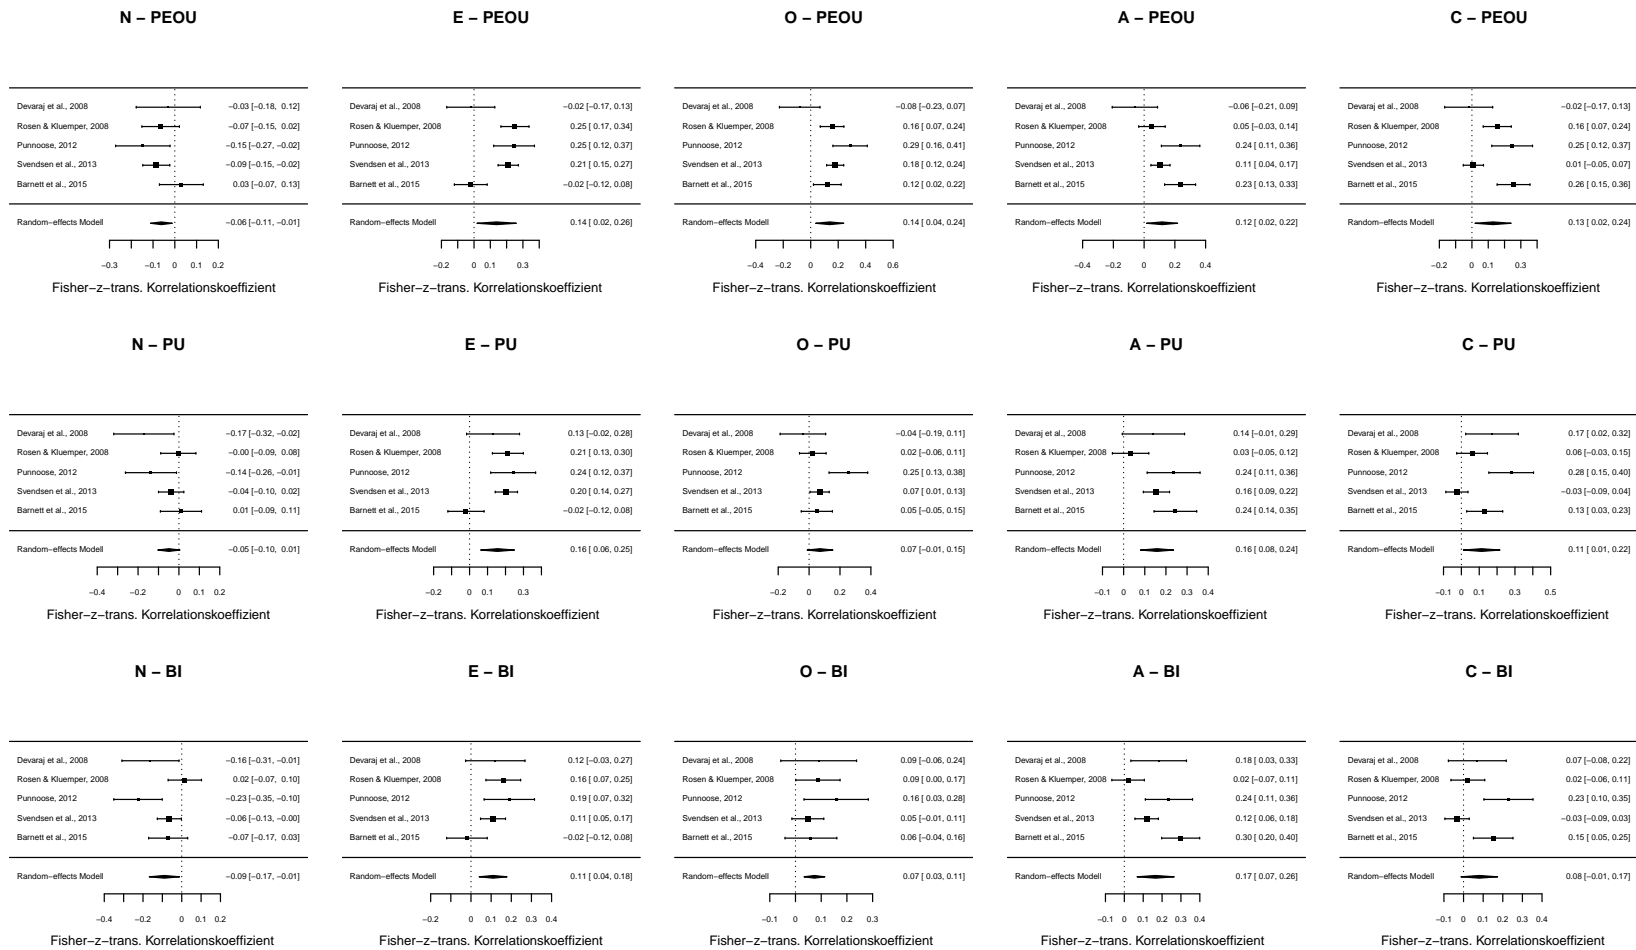 N – PEOU
Devaraj et al., 2008 −0.03 [−0.18, 0.12]
Rosen & Kluemper, 2008 −0.07 [−0.15, 0.02]
Punnoose, 2012 −0.15 [−0.27, −0.02]
Svendsen et al., 2013 −0.09 [−0.15, −0.02]
Barnett et al., 2015 0.03 [−0.07, 0.13]
Random−effects Modell −0.06 [−0.11, −0.01]
−0.3 −0.1 0 0.2
Fisher−z−trans. Korrelationskoeffizient
E – PEOU
Devaraj et al., 2008 −0.02 [−0.17, 0.13]
Rosen & Kluemper, 2008 0.25 [0.17, 0.34]
Punnoose, 2012 0.25 [0.12, 0.37]
Svendsen et al., 2013 0.21 [0.15, 0.27]
Barnett et al., 2015 −0.02 [−0.12, 0.08]
Random−effects Modell 0.14 [ 0.02, 0.26]
−0.2 0 0.1 0.3
Fisher−z−trans. Korrelationskoeffizient
O – PEOU
Devaraj et al., 2008 −0.08 [−0.23, 0.07]
Rosen & Kluemper, 2008 0.16 [ 0.07, 0.24]
Punnoose, 2012 0.29 [ 0.16, 0.41]
Svendsen et al., 2013 0.18 [ 0.12, 0.24]
Barnett et al., 2015 0.12 [ 0.02, 0.22]
Random−effects Modell 0.14 [ 0.04, 0.24]
−0.4 −0.2 0 0.2 0.4 0.6
Fisher−z−trans. Korrelationskoeffizient
A – PEOU
Devaraj et al., 2008 −0.06 [−0.21, 0.09]
Rosen & Kluemper, 2008 0.05 [−0.03, 0.14]
Punnoose, 2012 0.24 [ 0.11, 0.36]
Svendsen et al., 2013 0.11 [ 0.04, 0.17]
Barnett et al., 2015 0.23 [ 0.13, 0.33]
Random−effects Modell 0.12 [ 0.02, 0.22]
−0.4 −0.2 0 0.2 0.4
Fisher−z−trans. Korrelationskoeffizient
C – PEOU
Devaraj et al., 2008 −0.02 [−0.17, 0.13]
Rosen & Kluemper, 2008 0.16 [ 0.07, 0.24]
Punnoose, 2012 0.25 [ 0.12, 0.37]
Svendsen et al., 2013 0.01 [−0.05, 0.07]
Barnett et al., 2015 0.26 [ 0.15, 0.36]
Random−effects Modell 0.13 [ 0.02, 0.24]
−0.2 0 0.1 0.3
Fisher−z−trans. Korrelationskoeffizient
N – PU
Devaraj et al., 2008 −0.17 [−0.32, −0.02]
Rosen & Kluemper, 2008 −0.00 [−0.09, 0.08]
Punnoose, 2012 −0.14 [−0.26, −0.01]
Svendsen et al., 2013 −0.04 [−0.10, 0.02]
Barnett et al., 2015 0.01 [−0.09, 0.11]
Random−effects Modell −0.05 [−0.10, 0.01]
−0.4 −0.2 0 0.2
Fisher−z−trans. Korrelationskoeffizient
E – PU
Devaraj et al., 2008 0.13 [−0.02, 0.28]
Rosen & Kluemper, 2008 0.21 [ 0.13, 0.30]
Punnoose, 2012 0.24 [ 0.12, 0.37]
Svendsen et al., 2013 0.20 [ 0.14, 0.27]
Barnett et al., 2015 −0.02 [−0.12, 0.08]
Random−effects Modell 0.16 [ 0.06, 0.25]
−0.2 0 0.1 0.3
Fisher−z−trans. Korrelationskoeffizient
O – PU
Devaraj et al., 2008 −0.04 [−0.19, 0.11]
Rosen & Kluemper, 2008 0.02 [−0.06, 0.11]
Punnoose, 2012 0.25 [ 0.13, 0.38]
Svendsen et al., 2013 0.07 [ 0.01, 0.13]
Barnett et al., 2015 0.05 [−0.05, 0.15]
Random−effects Modell 0.07 [−0.01, 0.15]
−0.2 0 0.2 0.4
Fisher−z−trans. Korrelationskoeffizient
A – PU
Devaraj et al., 2008 0.14 [−0.01, 0.29]
Rosen & Kluemper, 2008 0.03 [−0.05, 0.12]
Punnoose, 2012 0.24 [ 0.11, 0.36]
Svendsen et al., 2013 0.16 [ 0.09, 0.22]
Barnett et al., 2015 0.24 [ 0.14, 0.35]
Random−effects Modell 0.16 [ 0.08, 0.24]
−0.1 0 0.1 0.2 0.3 0.4
Fisher−z−trans. Korrelationskoeffizient
C – PU
Devaraj et al., 2008 0.17 [ 0.02, 0.32]
Rosen & Kluemper, 2008 0.06 [−0.03, 0.15]
Punnoose, 2012 0.28 [ 0.15, 0.40]
Svendsen et al., 2013 −0.03 [−0.09, 0.04]
Barnett et al., 2015 0.13 [ 0.03, 0.23]
Random−effects Modell 0.11 [ 0.01, 0.22]
−0.1 0 0.1 0.3 0.5
Fisher−z−trans. Korrelationskoeffizient
N – BI
Devaraj et al., 2008 −0.16 [−0.31, −0.01]
Rosen & Kluemper, 2008 0.02 [−0.07, 0.10]
Punnoose, 2012 −0.23 [−0.35, −0.10]
Svendsen et al., 2013 −0.06 [−0.13, −0.00]
Barnett et al., 2015 −0.07 [−0.17, 0.03]
Random−effects Modell −0.09 [−0.17, −0.01]
−0.4 −0.2 0 0.2
Fisher−z−trans. Korrelationskoeffizient
E – BI
Devaraj et al., 2008 0.12 [−0.03, 0.27]
Rosen & Kluemper, 2008 0.16 [ 0.07, 0.25]
Punnoose, 2012 0.19 [ 0.07, 0.32]
Svendsen et al., 2013 0.11 [ 0.05, 0.17]
Barnett et al., 2015 −0.02 [−0.12, 0.08]
Random−effects Modell 0.11 [ 0.04, 0.18]
−0.2 0 0.1 0.2 0.3 0.4
Fisher−z−trans. Korrelationskoeffizient
O – BI
Devaraj et al., 2008 0.09 [−0.06, 0.24]
Rosen & Kluemper, 2008 0.09 [ 0.00, 0.17]
Punnoose, 2012 0.16 [ 0.03, 0.28]
Svendsen et al., 2013 0.05 [−0.01, 0.11]
Barnett et al., 2015 0.06 [−0.04, 0.16]
Random−effects Modell 0.07 [ 0.03, 0.11]
−0.1 0 0.1 0.2 0.3
Fisher−z−trans. Korrelationskoeffizient
A – BI
Devaraj et al., 2008 0.18 [ 0.03, 0.33]
Rosen & Kluemper, 2008 0.02 [−0.07, 0.11]
Punnoose, 2012 0.24 [ 0.11, 0.36]
Svendsen et al., 2013 0.12 [ 0.06, 0.18]
Barnett et al., 2015 0.30 [ 0.20, 0.40]
Random−effects Modell 0.17 [ 0.07, 0.26]
−0.1 0 0.1 0.2 0.3 0.4
Fisher−z−trans. Korrelationskoeffizient
C – BI
Devaraj et al., 2008 0.07 [−0.08, 0.22]
Rosen & Kluemper, 2008 0.02 [−0.06, 0.11]
Punnoose, 2012 0.23 [ 0.10, 0.35]
Svendsen et al., 2013 −0.03 [−0.09, 0.03]
Barnett et al., 2015 0.15 [ 0.05, 0.25]
Random−effects Modell 0.08 [−0.01, 0.17]
−0.1 0 0.1 0.2 0.3 0.4
Fisher−z−trans. Korrelationskoeffizient